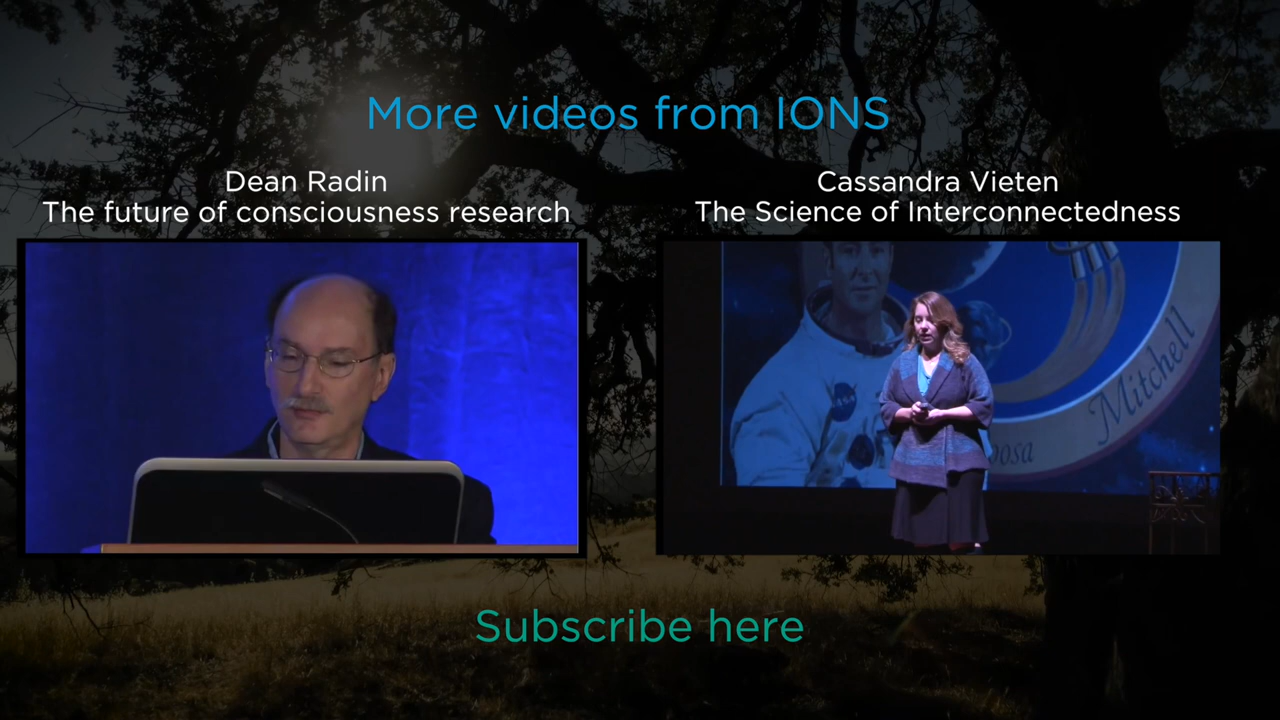 More videos from IONS
Dean Radin
The future of consciousness research
Cassandra Vieten
The Science of Interconnectedness
Mitchell
osa
Subscribe here